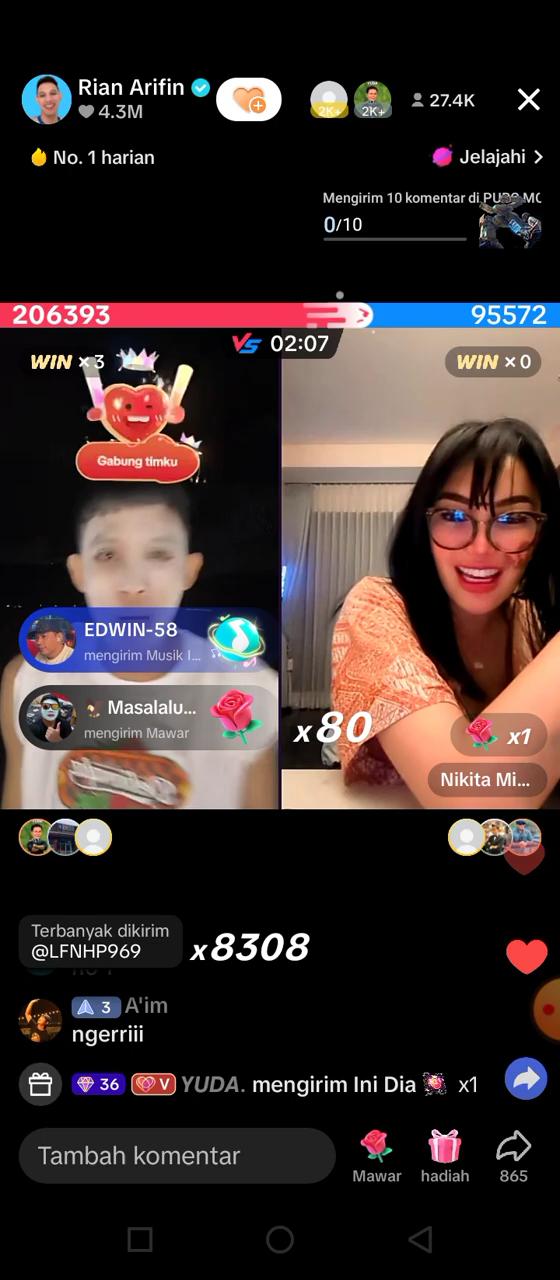 Rian Arifin
4.3M
2K+
2K+
27.4K
No. 1 harian
Jelajahi >
Mengirim 10 komentar di PUBG MO
0/10
206393
95572
WIN x3
VS 02:07
WIN x0
Gabung timku
EDWIN-58
mengirim Musik I...
Masalalu...
mengirim Mawar
x80
x1
Nikita Mi...
Terbanyak dikirim
@LFNHP969
x8308
3 A'im
ngerriii
36 V YUDA. mengirim Ini Dia x1
Tambah komentar
Mawar
hadiah
865